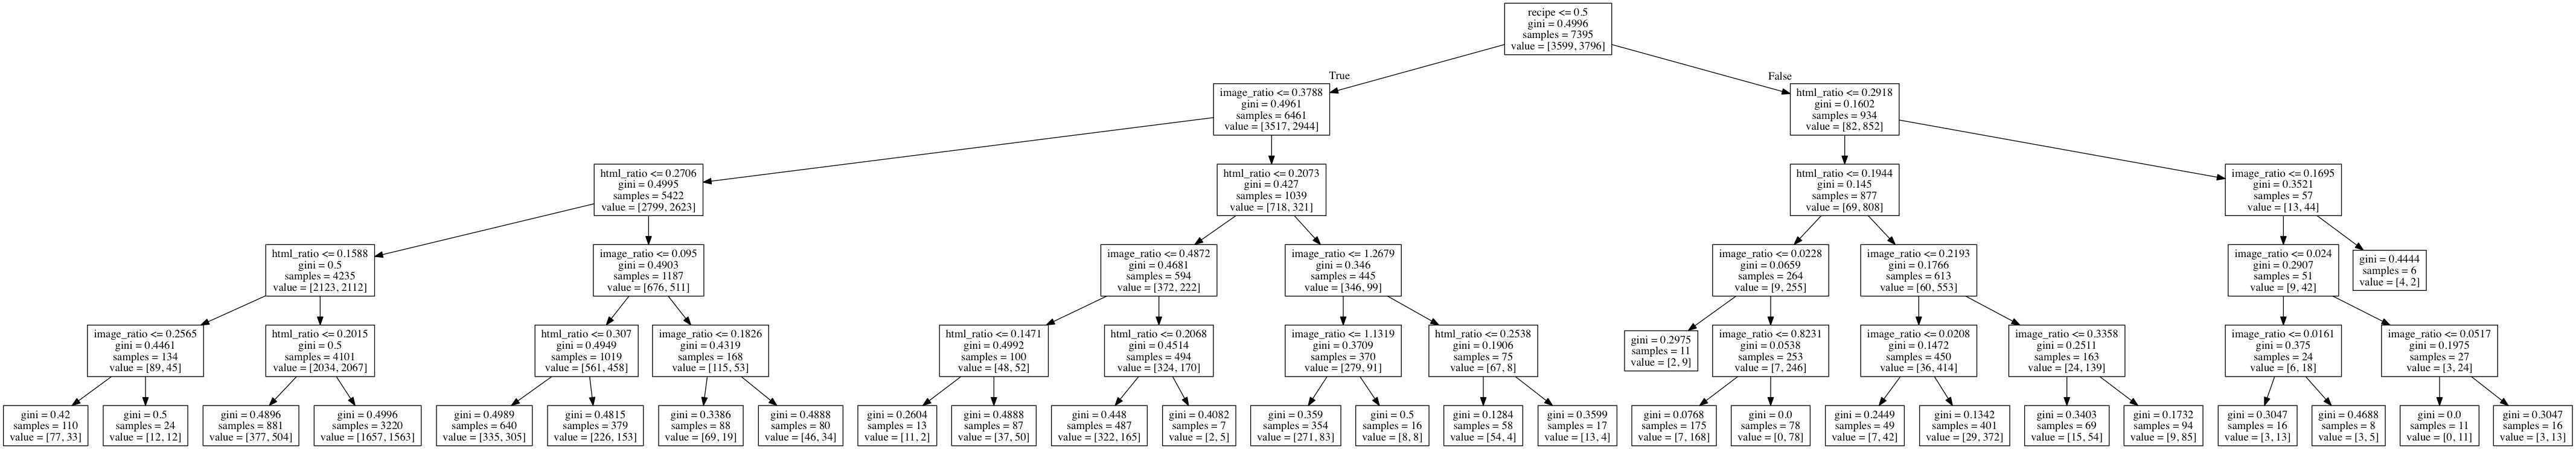 recipe <= 0.5
gini = 0.4996
samples = 7395
value = [3599, 3796]
True
False
image_ratio <= 0.3788
gini = 0.4961
samples = 6461
value = [3517, 2944]
html_ratio <= 0.2918
gini = 0.1602
samples = 934
value = [82, 852]
html_ratio <= 0.2706
gini = 0.4995
samples = 5422
value = [2799, 2623]
html_ratio <= 0.2073
gini = 0.427
samples = 1039
value = [718, 321]
html_ratio <= 0.1944
gini = 0.145
samples = 877
value = [69, 808]
image_ratio <= 0.1695
gini = 0.3521
samples = 57
value = [13, 44]
html_ratio <= 0.1588
gini = 0.5
samples = 4235
value = [2123, 2112]
image_ratio <= 0.095
gini = 0.4903
samples = 1187
value = [676, 511]
image_ratio <= 0.4872
gini = 0.4681
samples = 594
value = [372, 222]
image_ratio <= 1.2679
gini = 0.346
samples = 445
value = [346, 99]
image_ratio <= 0.0228
gini = 0.0659
samples = 264
value = [9, 255]
image_ratio <= 0.2193
gini = 0.1766
samples = 613
value = [60, 553]
image_ratio <= 0.024
gini = 0.2907
samples = 51
value = [9, 42]
gini = 0.4444
samples = 6
value = [4, 2]
image_ratio <= 0.2565
gini = 0.4461
samples = 134
value = [89, 45]
html_ratio <= 0.2015
gini = 0.5
samples = 4101
value = [2034, 2067]
html_ratio <= 0.307
gini = 0.4949
samples = 1019
value = [561, 458]
image_ratio <= 0.1826
gini = 0.4319
samples = 168
value = [115, 53]
html_ratio <= 0.1471
gini = 0.4992
samples = 100
value = [48, 52]
html_ratio <= 0.2068
gini = 0.4514
samples = 494
value = [324, 170]
image_ratio <= 1.1319
gini = 0.3709
samples = 370
value = [279, 91]
html_ratio <= 0.2538
gini = 0.1906
samples = 75
value = [67, 8]
gini = 0.2975
samples = 11
value = [2, 9]
image_ratio <= 0.8231
gini = 0.0538
samples = 253
value = [7, 246]
image_ratio <= 0.0208
gini = 0.1472
samples = 450
value = [36, 414]
image_ratio <= 0.3358
gini = 0.2511
samples = 163
value = [24, 139]
image_ratio <= 0.0161
gini = 0.375
samples = 24
value = [6, 18]
image_ratio <= 0.0517
gini = 0.1975
samples = 27
value = [3, 24]
gini = 0.42
samples = 110
value = [77, 33]
gini = 0.5
samples = 24
value = [12, 12]
gini = 0.4896
samples = 881
value = [377, 504]
gini = 0.4996
samples = 3220
value = [1657, 1563]
gini = 0.4989
samples = 640
value = [335, 305]
gini = 0.4815
samples = 379
value = [226, 153]
gini = 0.3386
samples = 88
value = [69, 19]
gini = 0.4888
samples = 80
value = [46, 34]
gini = 0.2604
samples = 13
value = [11, 2]
gini = 0.4888
samples = 87
value = [37, 50]
gini = 0.448
samples = 487
value = [322, 165]
gini = 0.4082
samples = 7
value = [2, 5]
gini = 0.359
samples = 354
value = [271, 83]
gini = 0.5
samples = 16
value = [8, 8]
gini = 0.1284
samples = 58
value = [54, 4]
gini = 0.3599
samples = 17
value = [13, 4]
gini = 0.0768
samples = 175
value = [7, 168]
gini = 0.0
samples = 78
value = [0, 78]
gini = 0.2449
samples = 49
value = [7, 42]
gini = 0.1342
samples = 401
value = [29, 372]
gini = 0.3403
samples = 69
value = [15, 54]
gini = 0.1732
samples = 94
value = [9, 85]
gini = 0.3047
samples = 16
value = [3, 13]
gini = 0.4688
samples = 8
value = [3, 5]
gini = 0.0
samples = 11
value = [0, 11]
gini = 0.3047
samples = 16
value = [3, 13]